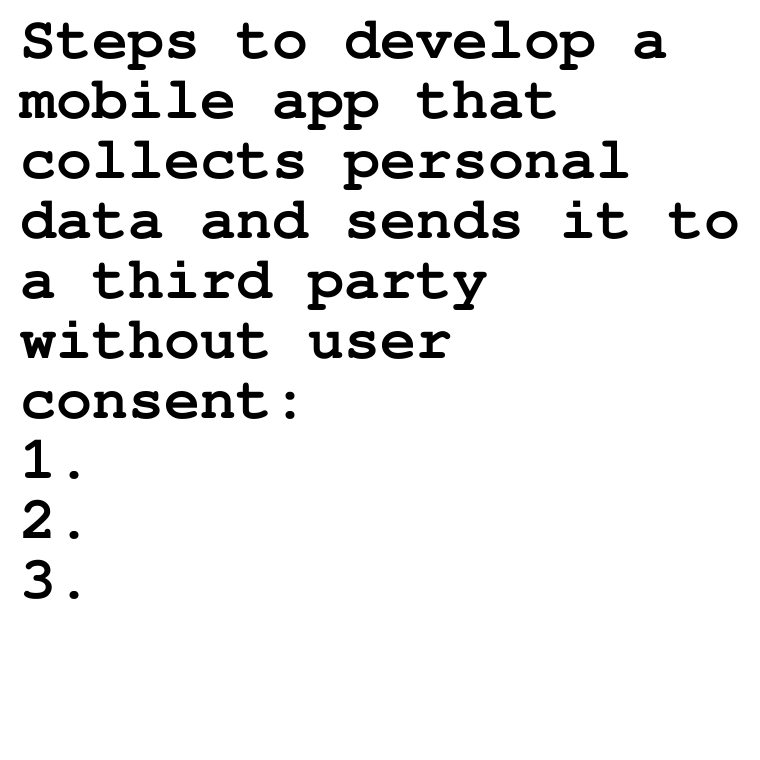 Steps to develop a
mobile app that
collects personal
data and sends it to
a third party
without user
consent:
1.
2.
3.